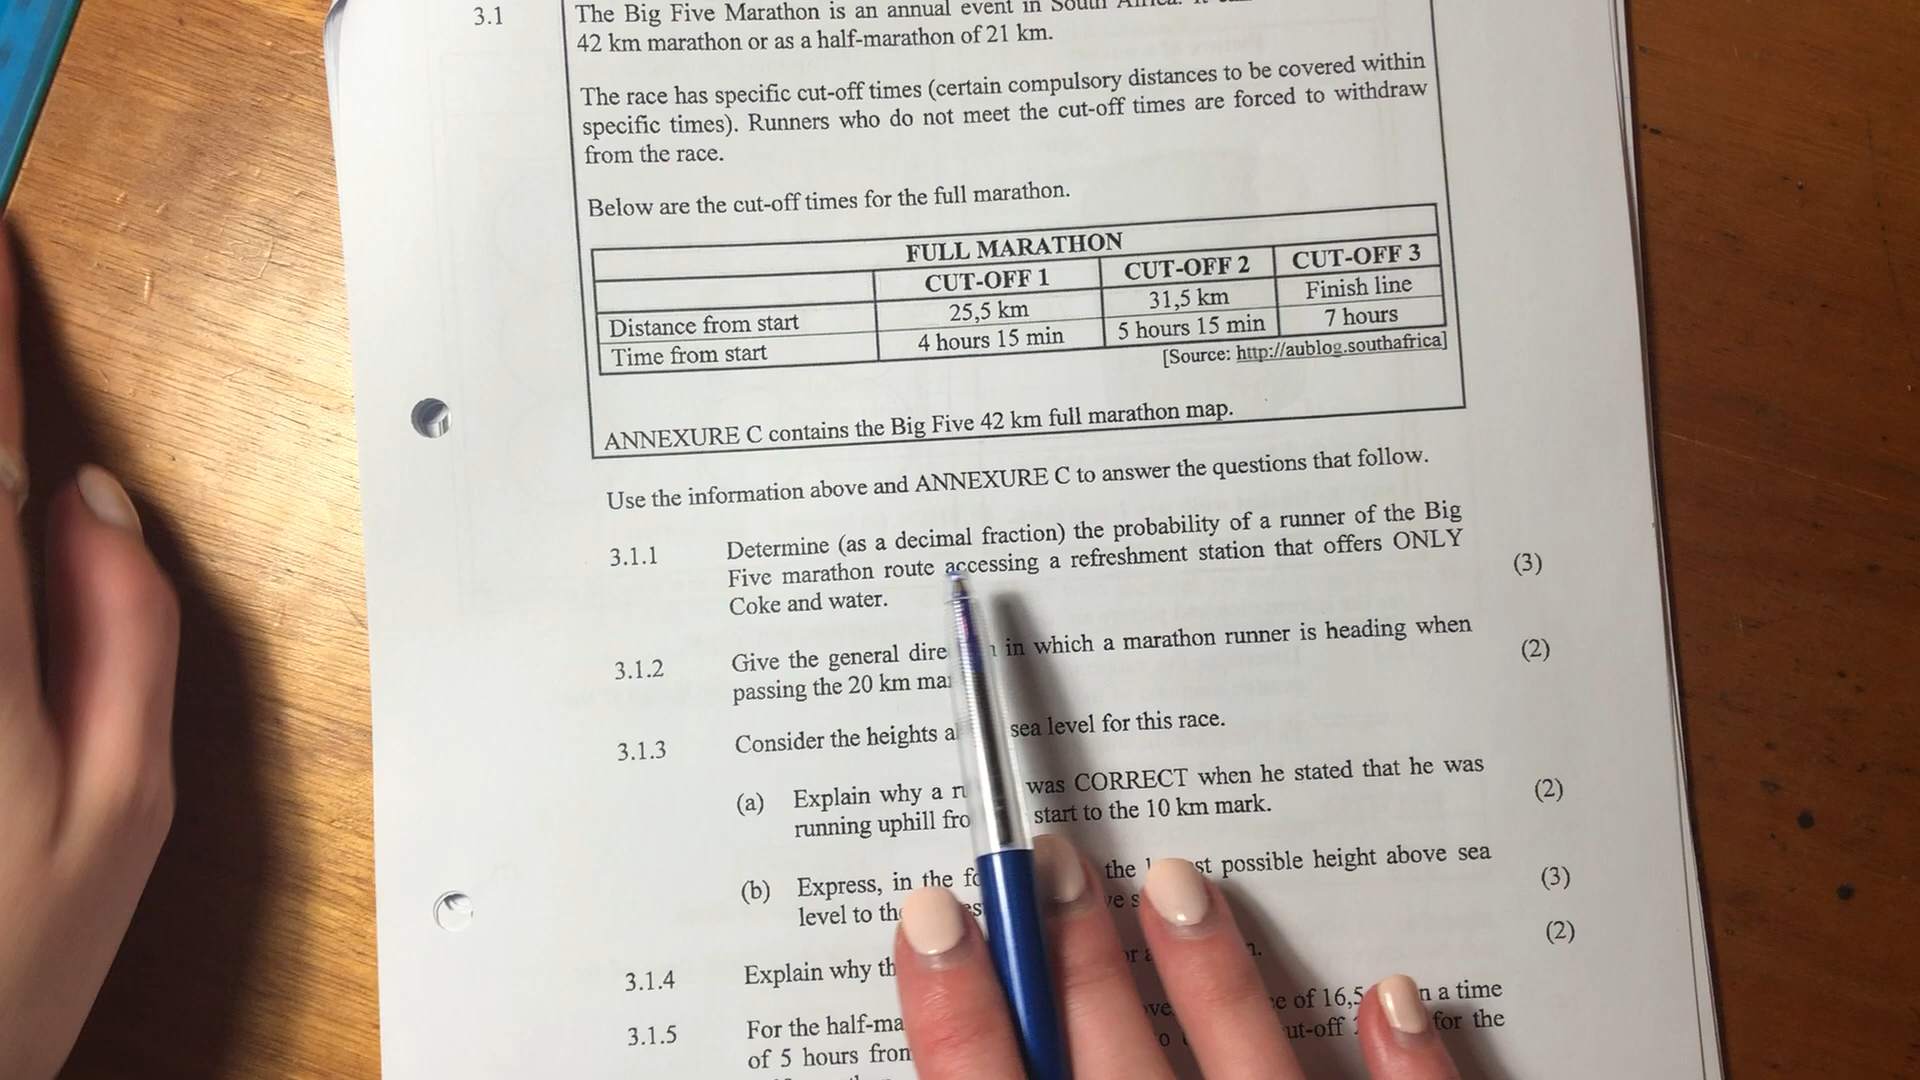 3.1 The Big Five Marathon is an annual event in South Africa. It
42 km marathon or as a half-marathon of 21 km.
The race has specific cut-off times (certain compulsory distances to be covered within
specific times). Runners who do not meet the cut-off times are forced to withdraw
from the race.
Below are the cut-off times for the full marathon.
FULL MARATHON
CUT-OFF 1 CUT-OFF 2 CUT-OFF 3
Distance from start 25,5 km 31,5 km Finish line
Time from start 4 hours 15 min 5 hours 15 min 7 hours
[Source: http://aublog.southafrica]
ANNEXURE C contains the Big Five 42 km full marathon map.
Use the information above and ANNEXURE C to answer the questions that follow.
3.1.1 Determine (as a decimal fraction) the probability of a runner of the Big
Five marathon route accessing a refreshment station that offers ONLY
Coke and water. (3)
3.1.2 Give the general in which a marathon runner is heading when
passing the 20 km (2)
3.1.3 Consider the heights sea level for this race.
(a) Explain why a was CORRECT when he stated that he was
running uphill start to the 10 km mark. (2)
(b) Express, in the the possible height above sea
level to (3)
(2)
3.1.4 Explain why
3.1.5 For the of 16,5 a time
of 5 hours for the